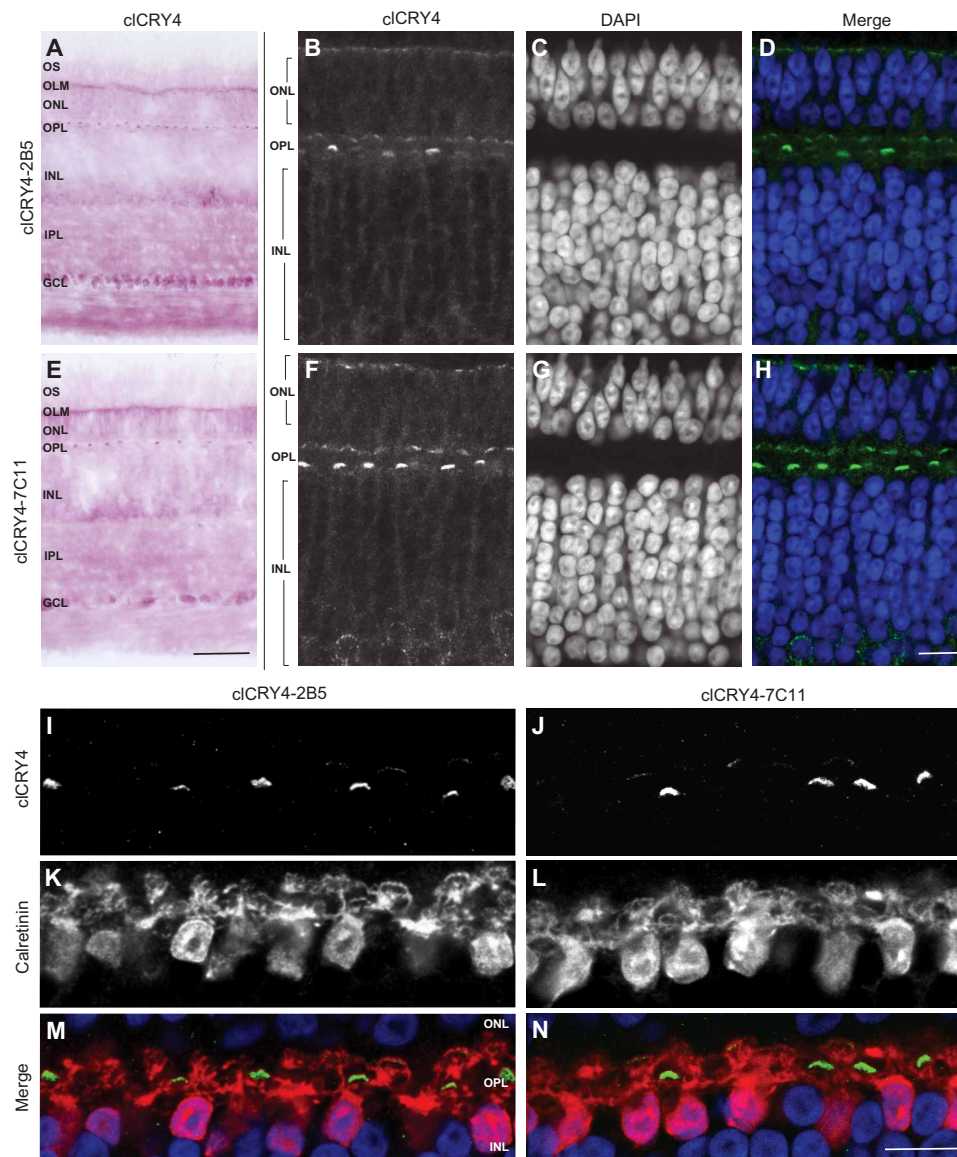 clCRY4
clCRY4
DAPI
Merge
clCRY4-2B5
A
OS
OLM
ONL
OPL
INL
IPL
GCL
B
ONL
OPL
INL
C
D
clCRY4-7C11
E
OS
OLM
ONL
OPL
INL
IPL
GCL
F
ONL
OPL
INL
G
H
clCRY4-2B5
clCRY4-7C11
clCRY4
I
J
Calretinin
K
L
Merge
M
ONL
OPL
INL
N